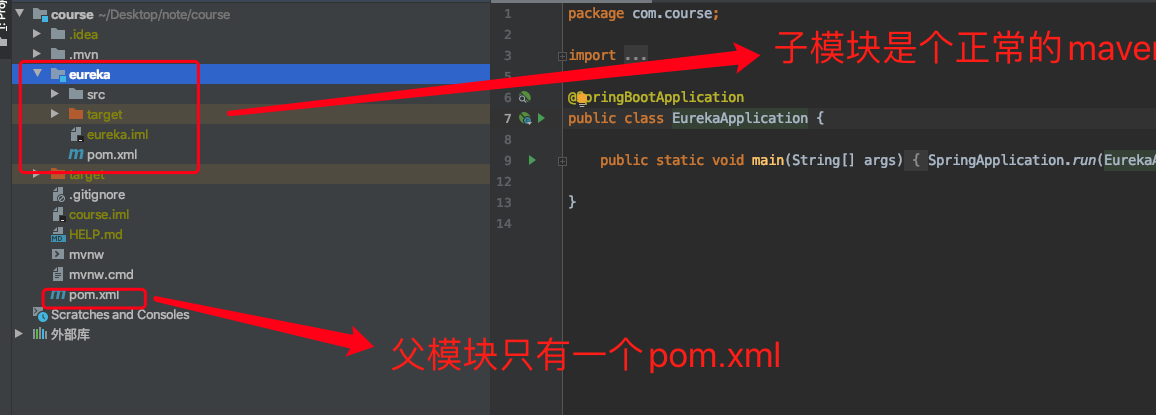 1: Proj
course ~/Desktop/note/course
.idea
.mvn
eureka
src
target
eureka.iml
pom.xml
target
.gitignore
course.iml
HELP.md
mvnw
mvnw.cmd
pom.xml
Scratches and Consoles
外部库
1 package com.course;
2
3 import ...
5
6 @SpringBootApplication
7 public class EurekaApplication {
8
9 public static void main(String[] args) { SpringApplication.run(EurekaA
12
13 }
14
子模块是个正常的maven
父模块只有一个pom.xml